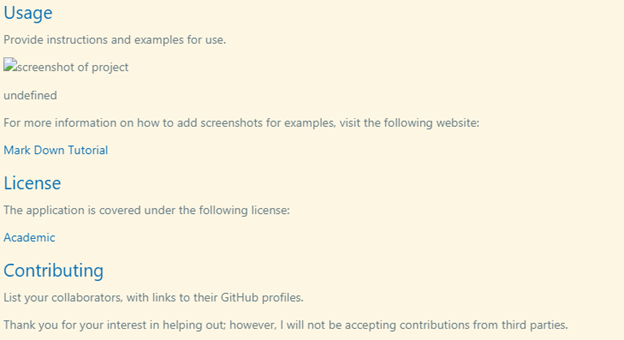 Usage
Provide instructions and examples for use.
screenshot of project
undefined
For more information on how to add screenshots for examples, visit the following website:
Mark Down Tutorial
License
The application is covered under the following license:
Academic
Contributing
List your collaborators, with links to their GitHub profiles.
Thank you for your interest in helping out; however, I will not be accepting contributions from third parties.